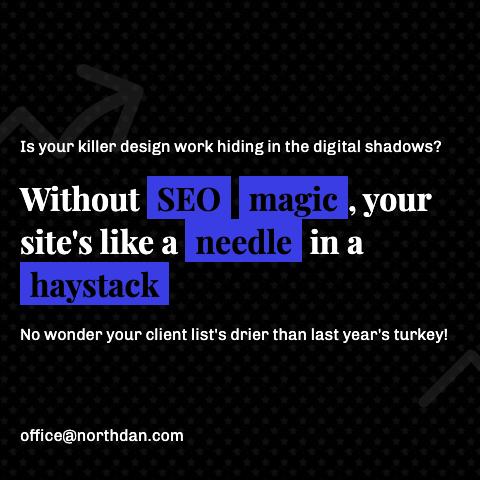 Is your killer design work hiding in the digital shadows?
Without SEO magic, your
site's like a needle in a
haystack
No wonder your client list's drier than last year's turkey!
office@northdan.com